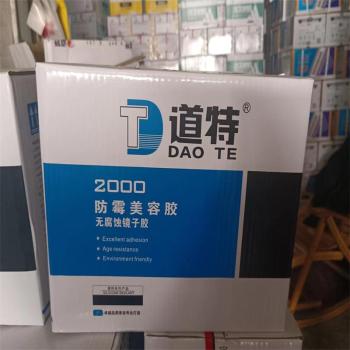 道特®
DAO TE
2000
防霉美容胶
无腐蚀镜子胶
Excellent adhesion
Age resistance
Environment friendly